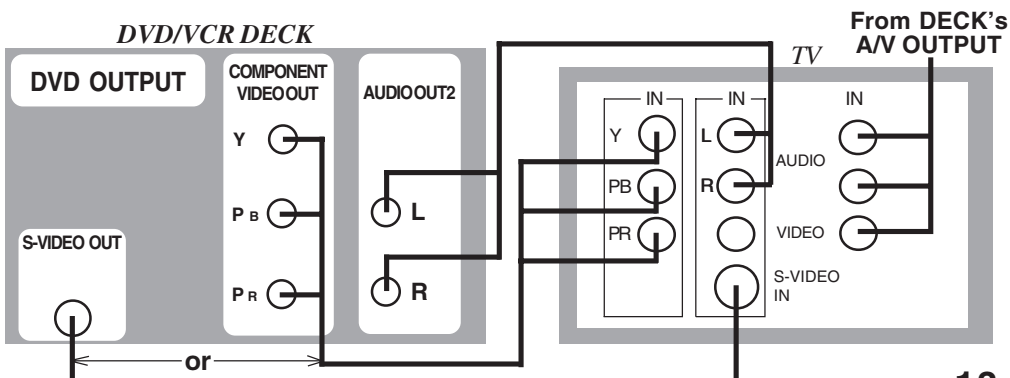 DVD/VCR DECK
DVD OUTPUT
COMPONENT
VIDEO OUT
AUDIO OUT2
Y
PB
PR
S-VIDEO OUT
L
R
or
From DECK's
A/V OUTPUT
TV
IN
IN
IN
Y
PB
PR
L
R
AUDIO
VIDEO
S-VIDEO
IN